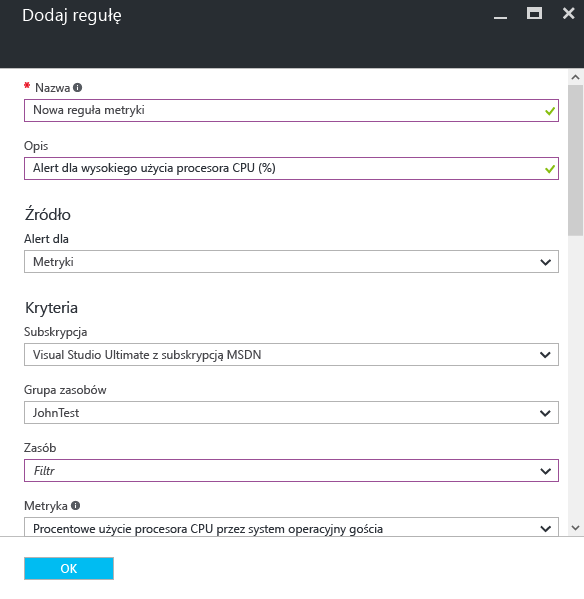 Dodaj regułę
* Nazwa
Nowa reguła metryki
Opis
Alert dla wysokiego użycia procesora CPU (%)
Źródło
Alert dla
Metryki
Kryteria
Subskrypcja
Visual Studio Ultimate z subskrypcją MSDN
Grupa zasobów
JohnTest
Zasób
Filtr
Metryka
Procentowe użycie procesora CPU przez system operacyjny gościa
OK